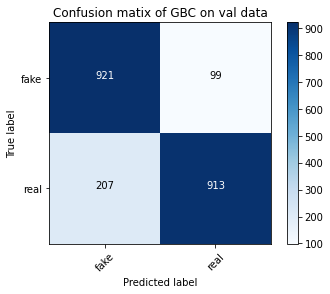 Confusion matix of GBC on val data
fake
921
99
900
800
700
600
500
400
300
200
100
True label
real
207
913
fake
real
Predicted label